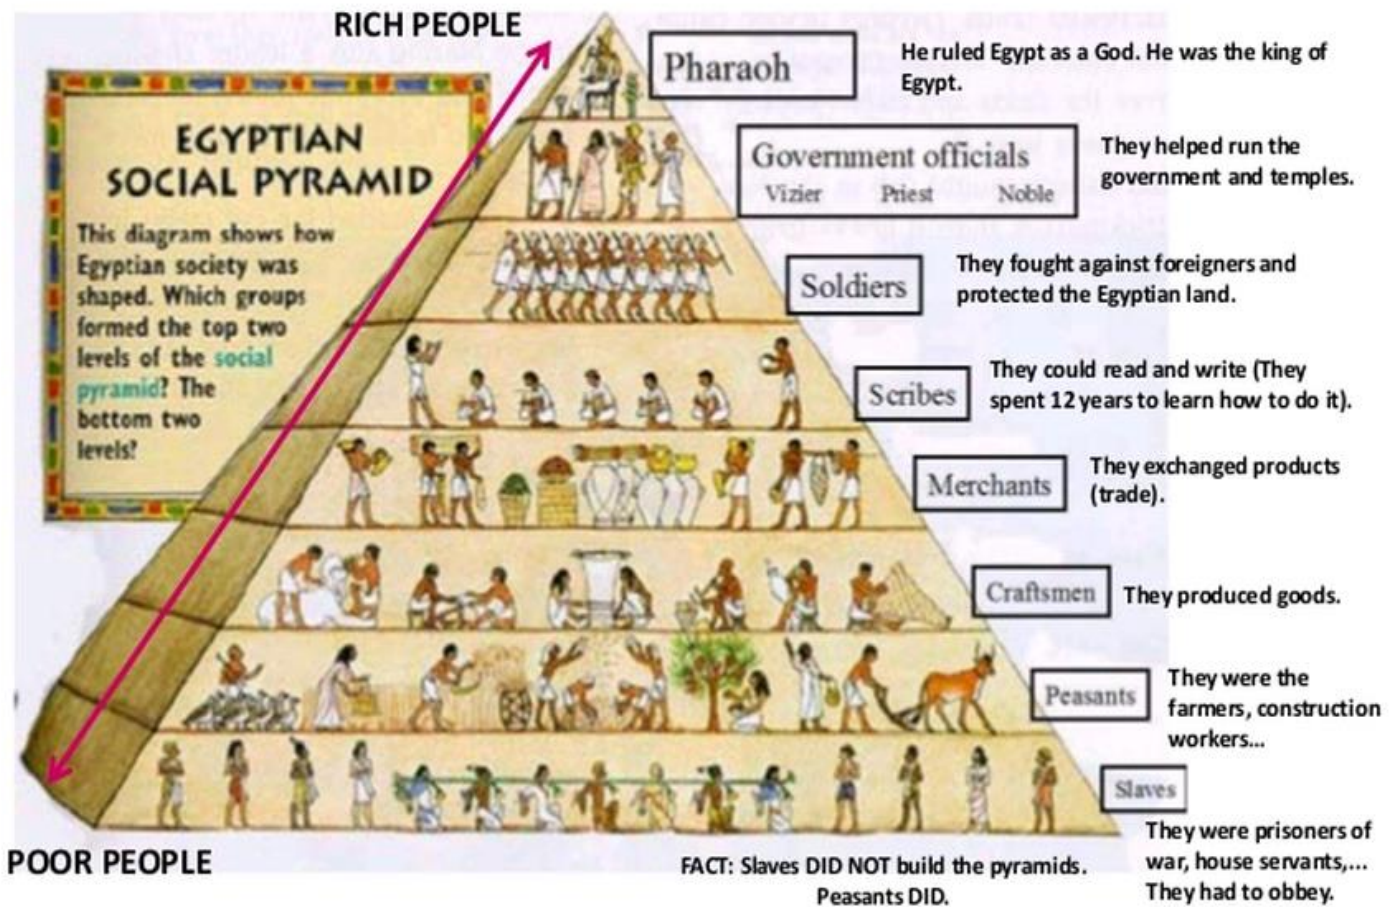 RICH PEOPLE
EGYPTIAN
SOCIAL PYRAMID
This diagram shows how
Egyptian society was
shaped. Which groups
formed the top two
levels of the social
pyramid? The
bottom two
levels?
Pharaoh
He ruled Egypt as a God. He was the king of
Egypt.
Government officials
Vizier Priest Noble
They helped run the
government and temples.
Soldiers
They fought against foreigners and
protected the Egyptian land.
Scribes
They could read and write (They
spent 12 years to learn how to do it).
Merchants
They exchanged products
(trade).
Craftsmen
They produced goods.
Peasants
They were the
farmers, construction
workers...
Slaves
They were prisoners of
war, house servants,...
They had to obbey.
POOR PEOPLE
FACT: Slaves DID NOT build the pyramids.
Peasants DID.